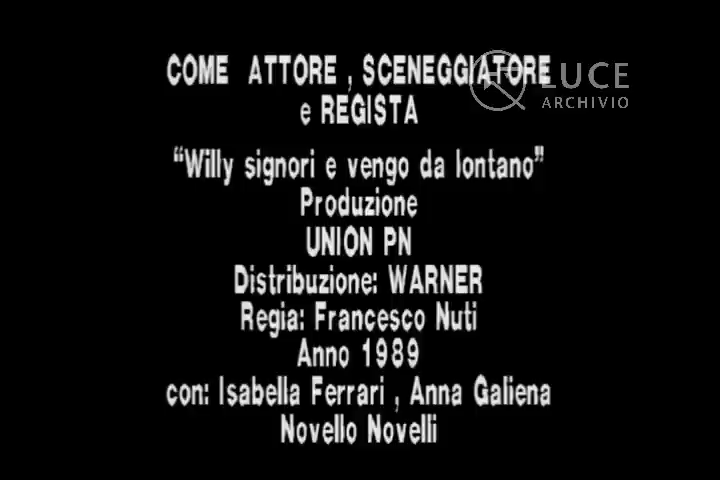 COME ATTORE , SCENEGGIATORE
e REGISTA
LUCE
ARCHIVIO
“Willy signori e vengo da lontano”
Produzione
UNION PN
Distribuzione: WARNER
Regia: Francesco Nuti
Anno 1989
con: Isabella Ferrari , Anna Galiena
Novello Novelli